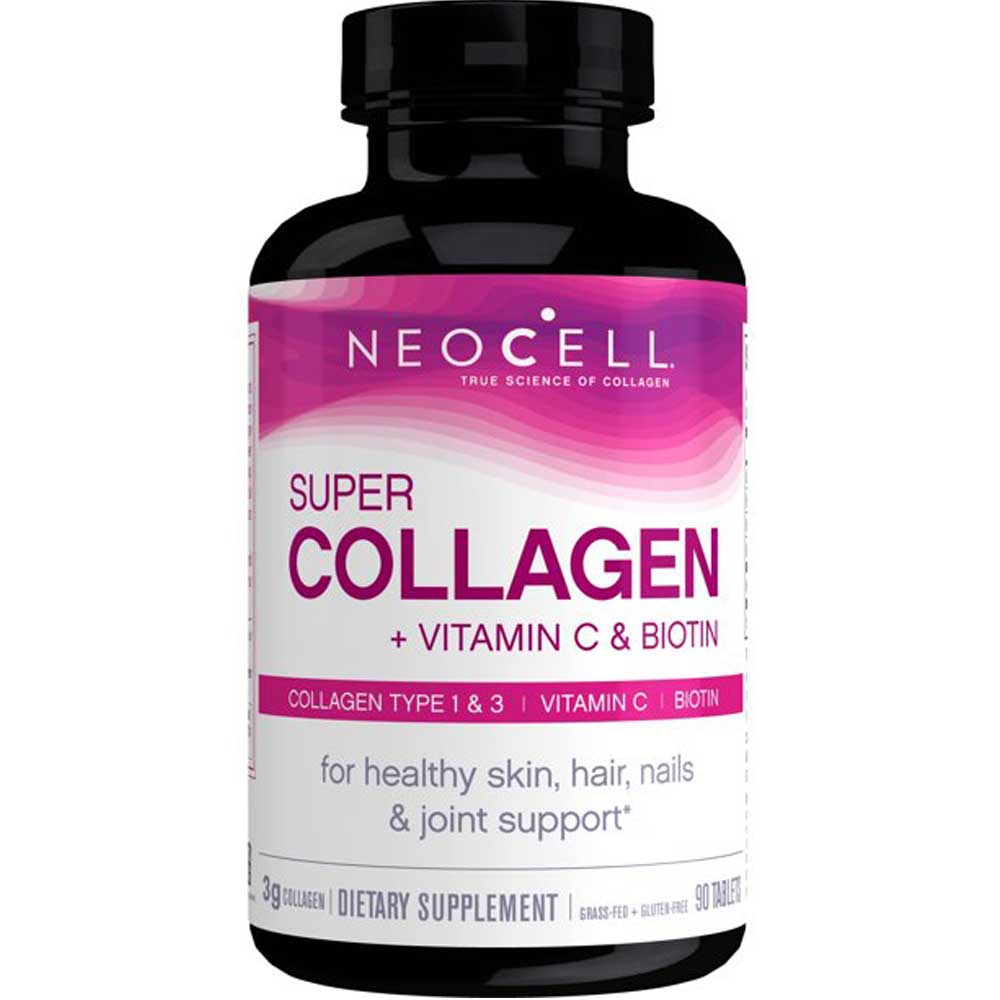 NEOCELL
TRUE SCIENCE OF COLLAGEN
SUPER
COLLAGEN
+ VITAMIN C & BIOTIN
COLLAGEN TYPE 1 & 3 | VITAMIN C | BIOTIN
for healthy skin, hair, nails
& joint support*
3g COLLAGEN | DIETARY SUPPLEMENT | GRASS-FED + GLUTEN-FREE 90 TABLETS